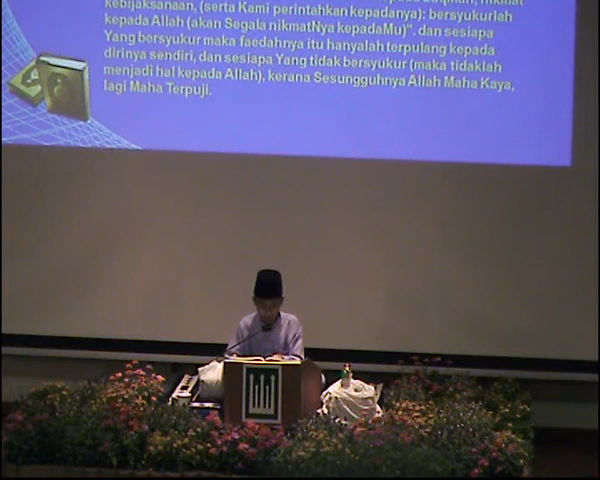 kebijaksanaan, (serta Kami perintahkan kepadanya): bersyukurlah
kepada Allah (akan Segala nikmatNya kepadaMu)". dan sesiapa
Yang bersyukur maka faedahnya itu hanyalah terpulang kepada
dirinya sendiri, dan sesiapa Yang tidak bersyukur (maka tidaklah
menjadi hal kepada Allah), kerana Sesungguhnya Allah Maha Kaya,
lagi Maha Terpuji.